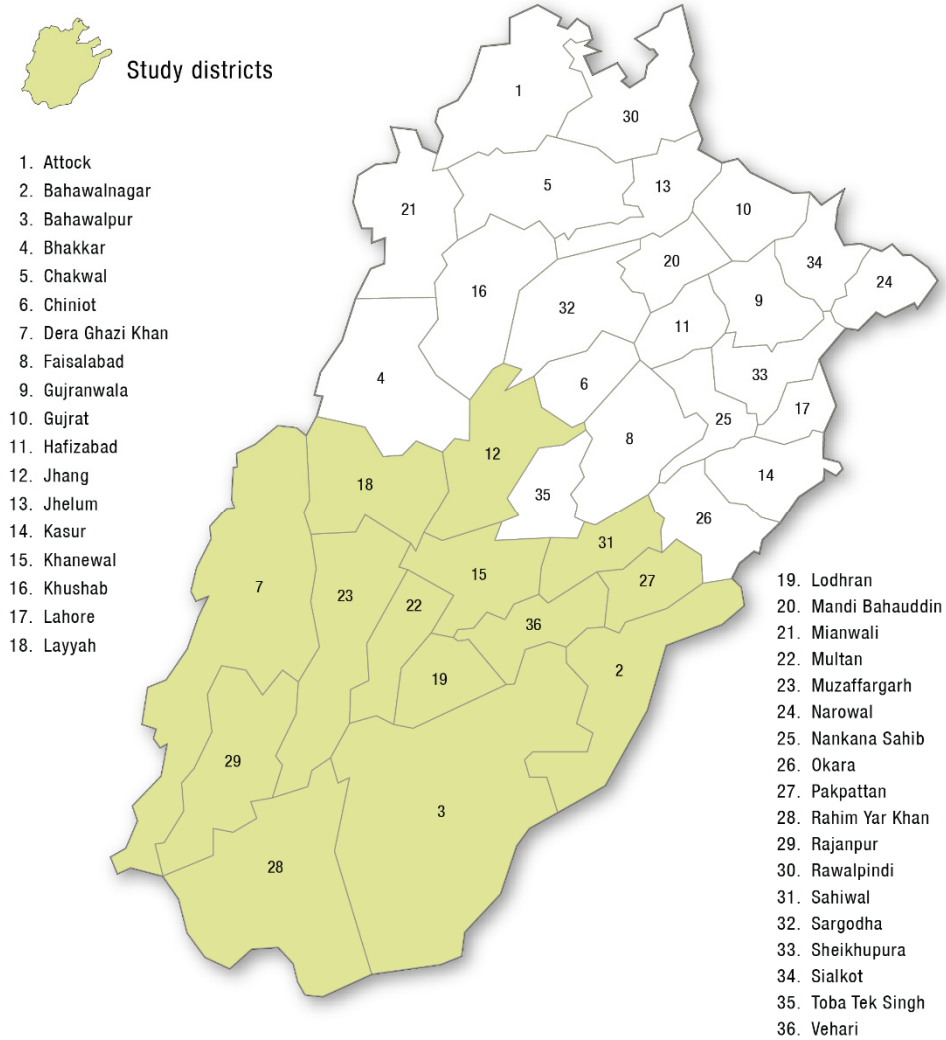 Study districts
1. Attock
2. Bahawalnagar
3. Bahawalpur
4. Bhakkar
5. Chakwal
6. Chiniot
7. Dera Ghazi Khan
8. Faisalabad
9. Gujranwala
10. Gujrat
11. Hafizabad
12. Jhang
13. Jhelum
14. Kasur
15. Khanewal
16. Khushab
17. Lahore
18. Layyah
1
30
5
13
21
10
20
34
24
16
32
9
11
4
6
33
17
25
12
8
18
14
35
26
31
15
27
7
23
22
36
2
19
29
3
28
19. Lodhran
20. Mandi Bahauddin
21. Mianwali
22. Multan
23. Muzaffargarh
24. Narowal
25. Nankana Sahib
26. Okara
27. Pakpattan
28. Rahim Yar Khan
29. Rajanpur
30. Rawalpindi
31. Sahiwal
32. Sargodha
33. Sheikhupura
34. Sialkot
35. Toba Tek Singh
36. Vehari